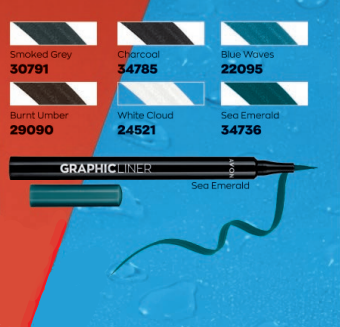 Smoked Grey
30791
Charcoal
34785
Blue Waves
22095
Burnt Umber
29090
White Cloud
24521
Sea Emerald
34736
GRAPHICLINER
AVON
Sea Emerald